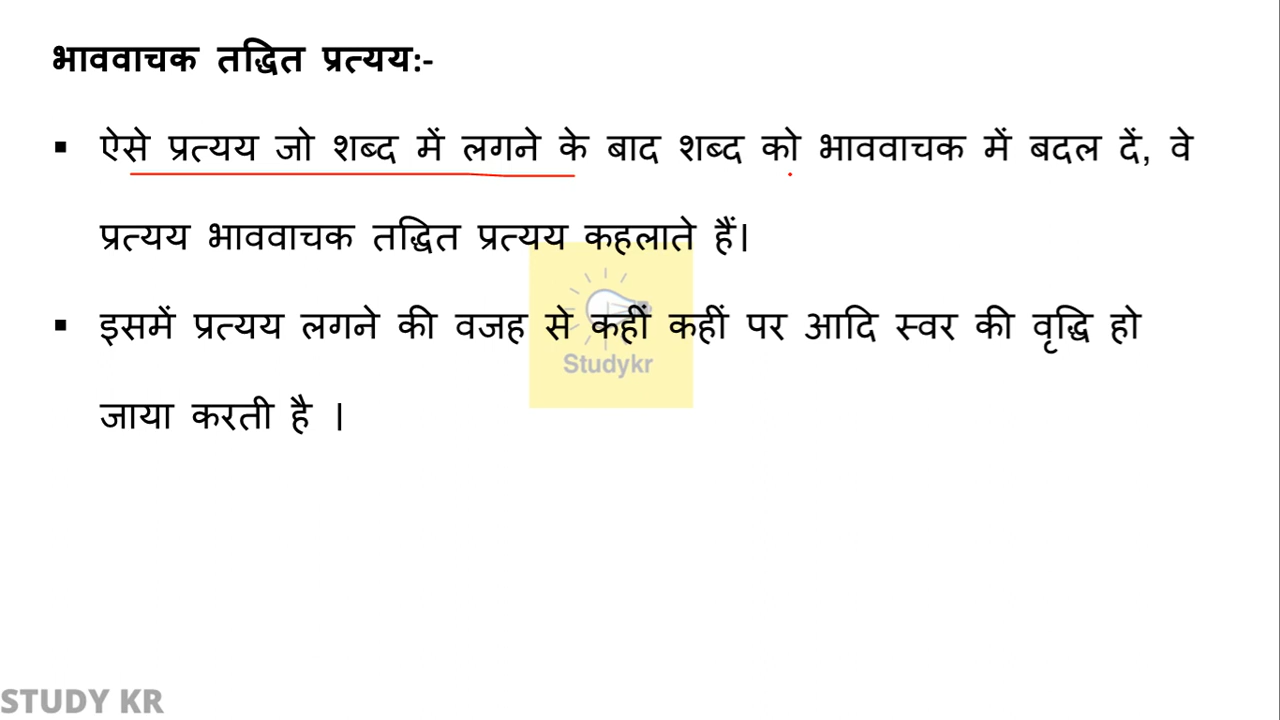 भाववाचक तद्धित प्रत्यय:-
▪ ऐसे प्रत्यय जो शब्द में लगने के बाद शब्द को भाववाचक में बदल दें, वे
प्रत्यय भाववाचक तद्धित प्रत्यय कहलाते हैं।
▪ इसमें प्रत्यय लगने की वजह से कहीं कहीं पर आदि स्वर की वृद्धि हो
जाया करती है ।
Studykr
STUDY KR